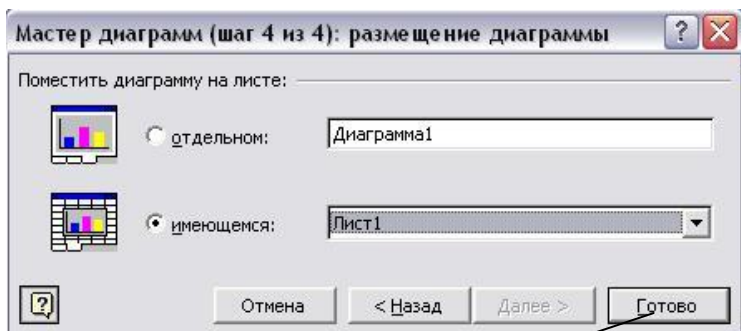 Мастер диаграмм (шаг 4 из 4): размещение диаграммы
Поместить диаграмму на листе:
отдельном: Диаграмма1
имеющемся: Лист1
Отмена < Назад Далее > Готово